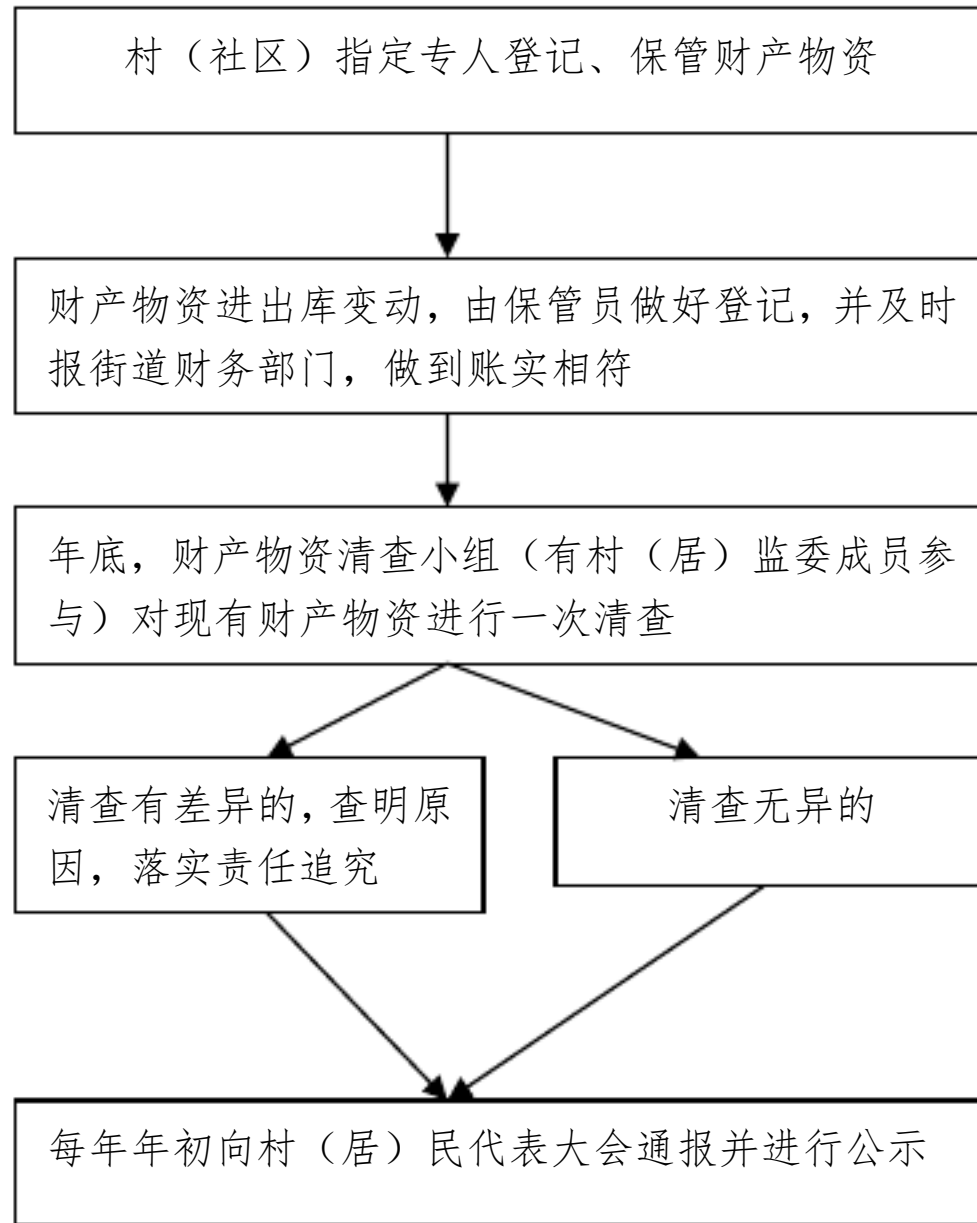 村（社区）指定专人登记、保管财产物资
财产物资进出库变动，由保管员做好登记，并及时
报街道财务部门，做到账实相符
年底，财产物资清查小组（有村（居）监委成员参
与）对现有财产物资进行一次清查
清查有差异的，查明原
因，落实责任追究
清查无异的
每年年初向村（居）民代表大会通报并进行公示